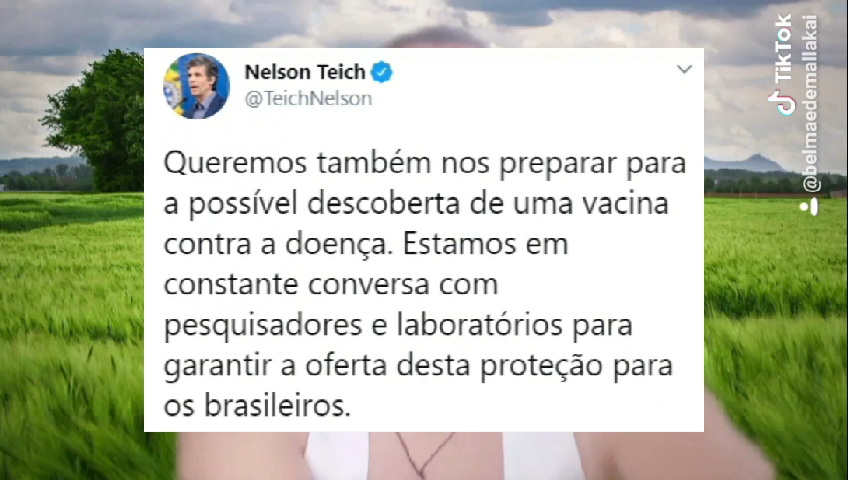 Nelson Teich
@TeichNelson
Queremos também nos preparar para
a possível descoberta de uma vacina
contra a doença. Estamos em
constante conversa com
pesquisadores e laboratórios para
garantir a oferta desta proteção para
os brasileiros.
TikTok
@belmaedemallakai